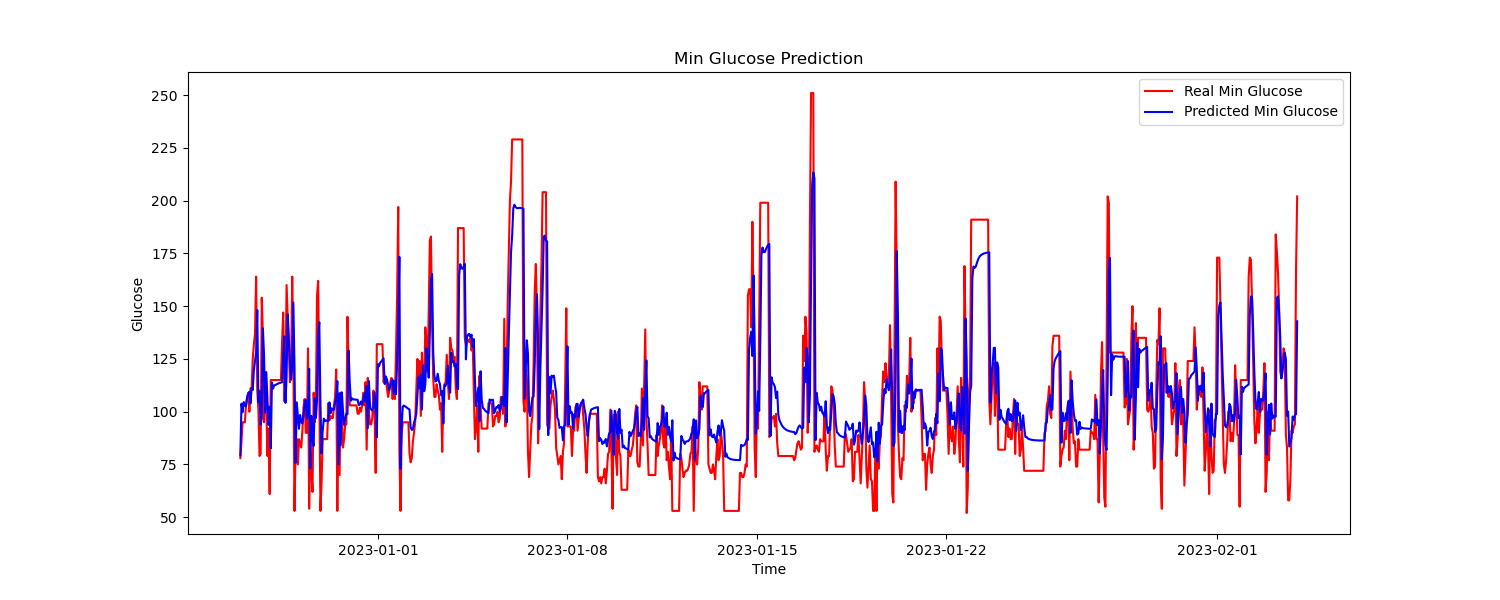 Min Glucose Prediction
Real Min Glucose
Predicted Min Glucose
Glucose
250
225
200
175
150
125
100
75
50
2023-01-01
2023-01-08
2023-01-15
2023-01-22
2023-02-01
Time